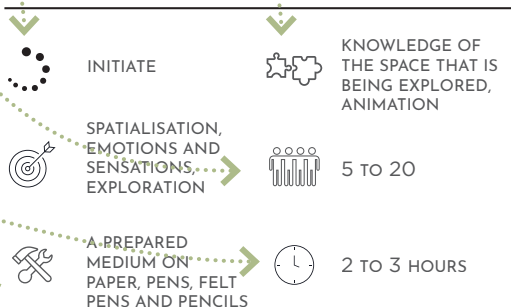 INITIATE
KNOWLEDGE OF
THE SPACE THAT IS
BEING EXPLORED,
ANIMATION
SPATIALISATION,
EMOTIONS AND
SENSATIONS,
EXPLORATION
5 TO 20
A PREPARED
MEDIUM ON
PAPER, PENS, FELT
PENS AND PENCILS
2 TO 3 HOURS